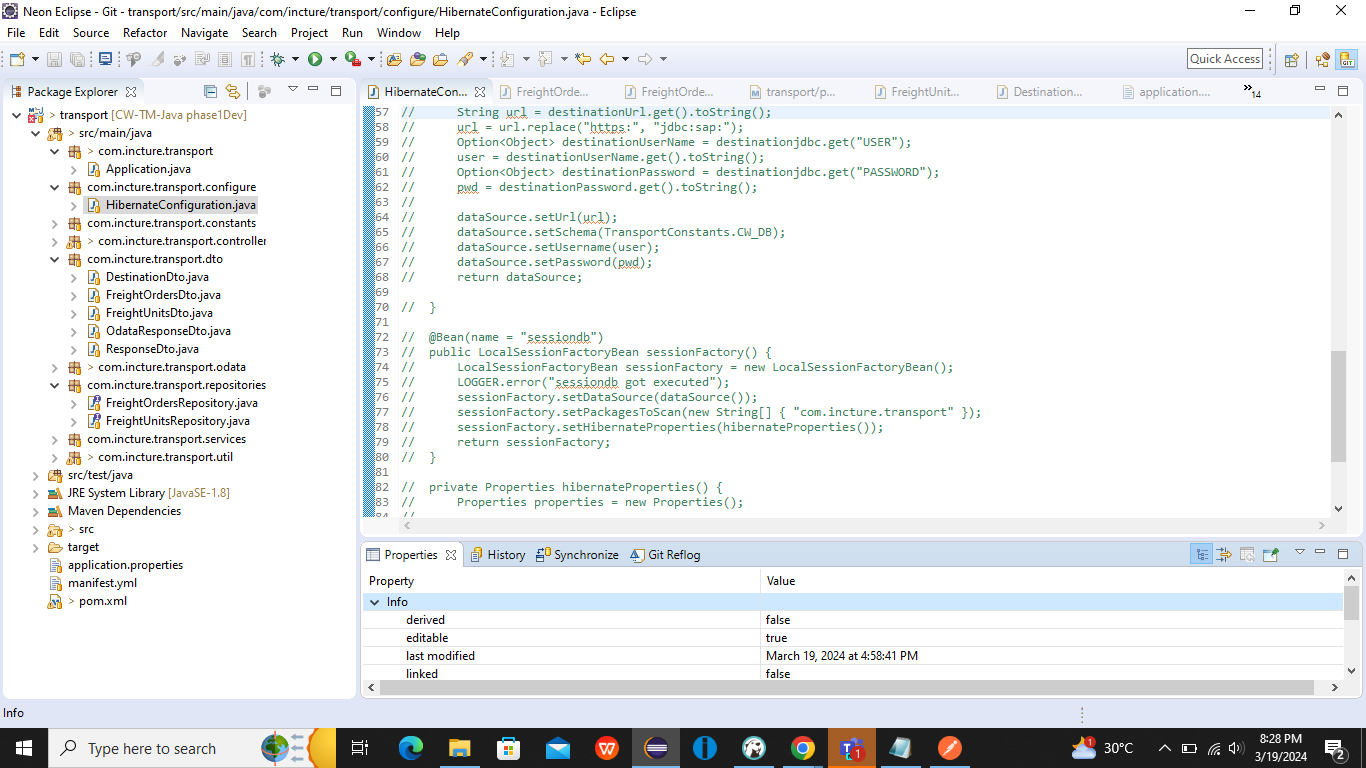 Neon Eclipse - Git - transport/src/main/java/com/incture/transport/configure/HibernateConfiguration.java - Eclipse
File Edit Source Refactor Navigate Search Project Run Window Help
Quick Access
GIT
Package Explorer
transport [CW-TM-Java phase1Dev]
> src/main/java
> com.incture.transport
Application.java
com.incture.transport.configure
HibernateConfiguration.java
com.incture.transport.constants
> com.incture.transport.controller
com.incture.transport.dto
DestinationDto.java
FreightOrdersDto.java
FreightUnitsDto.java
OdataResponseDto.java
ResponseDto.java
> com.incture.transport.odata
com.incture.transport.repositories
FreightOrdersRepository.java
FreightUnitsRepository.java
com.incture.transport.services
> com.incture.transport.util
src/test/java
JRE System Library [JavaSE-1.8]
Maven Dependencies
> src
target
application.properties
manifest.yml
> pom.xml
HibernateCon... FreightOrde... FreightOrde... transport/p... FreightUnit... Destination... application.... »14
57 // String url = destinationUrl.get().toString();
58 // url = url.replace("https:", "jdbc:sap:");
59 // Option<Object> destinationUserName = destinationjdbc.get("USER");
60 // user = destinationUserName.get().toString();
61 // Option<Object> destinationPassword = destinationjdbc.get("PASSWORD");
62 // pwd = destinationPassword.get().toString();
63 //
64 // dataSource.setUrl(url);
65 // dataSource.setSchema(TransportConstants.CW_DB);
66 // dataSource.setUsername(user);
67 // dataSource.setPassword(pwd);
68 // return dataSource;
69
70 // }
71
72 // @Bean(name = "sessiondb")
73 // public LocalSessionFactoryBean sessionFactory() {
74 // LocalSessionFactoryBean sessionFactory = new LocalSessionFactoryBean();
75 // LOGGER.error("sessiondb got executed");
76 // sessionFactory.setDataSource(dataSource());
77 // sessionFactory.setPackagesToScan(new String[] { "com.incture.transport" });
78 // sessionFactory.setHibernateProperties(hibernateProperties());
79 // return sessionFactory;
80 // }
81
82 // private Properties hibernateProperties() {
83 // Properties properties = new Properties();
84 //
Properties History Synchronize Git Reflog
Property Value
Info
derived false
editable true
last modified March 19, 2024 at 4:58:41 PM
linked false
Info
Type here to search
30°C
8:28 PM
3/19/2024